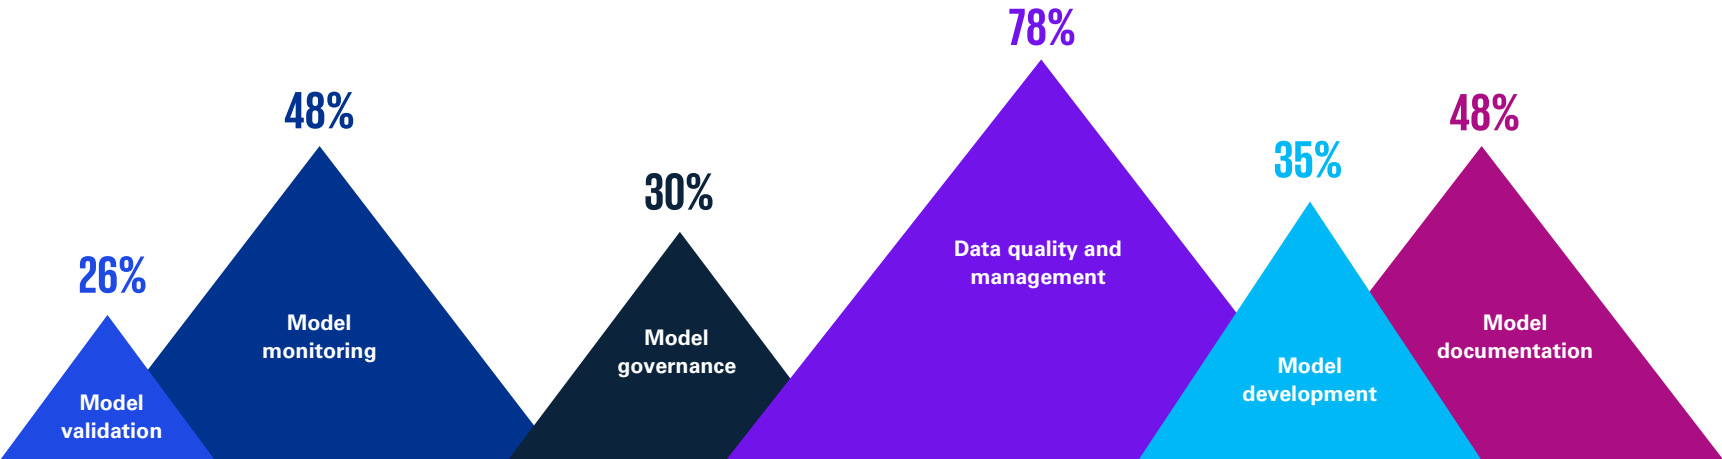 26%
Model
validation
48%
Model
monitoring
30%
Model
governance
78%
Data quality and
management
35%
Model
development
48%
Model
documentation